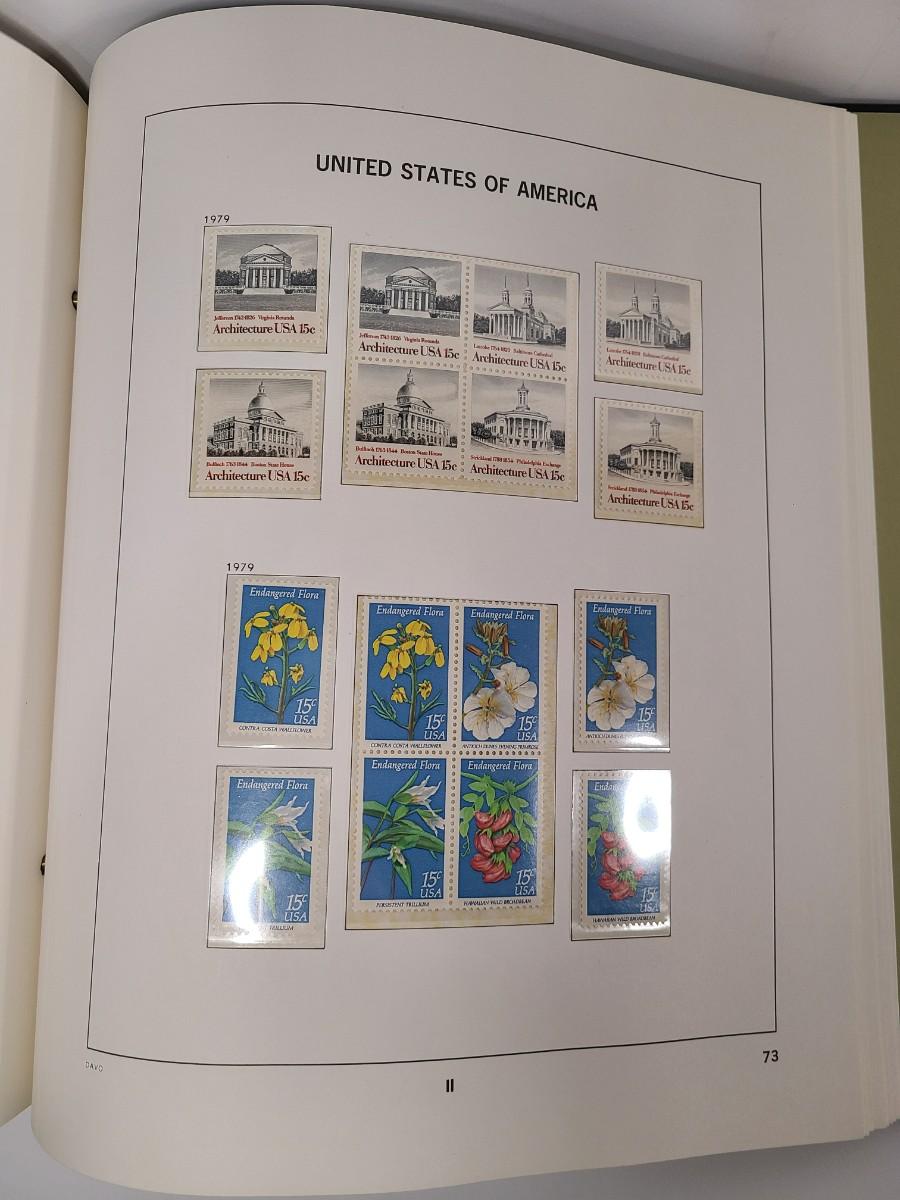 UNITED STATES OF AMERICA
1979
Jefferson 1743-1826 Virginia Rotunda
Architecture USA 15c
Jefferson 1743-1826 Virginia Rotunda
Architecture USA 15c
Latrobe 1764-1820 Baltimore Cathedral
Architecture USA 15c
Latrobe 1764-1820 Baltimore Cathedral
Architecture USA 15c
Bulfinch 1763-1844 Boston State House
Architecture USA 15c
Bulfinch 1763-1844 Boston State House
Architecture USA 15c
Strickland 1788-1854 Philadelphia Exchange
Architecture USA 15c
Strickland 1788-1854 Philadelphia Exchange
Architecture USA 15c
1979
Endangered Flora
15c
USA
CONTRA COSTA WALLFLOWER
Endangered Flora
15c
USA
CONTRA COSTA WALLFLOWER
Endangered Flora
15c
USA
ANTIOCH DUNES EVENING PRIMROSE
Endangered Flora
15c
USA
ANTIOCH DUNES EVENING
Endangered Flora
15c
USA
TRILLIUM
Endangered Flora
15c
USA
PERSISTENT TRILLIUM
Endangered Flora
15c
USA
HAWAIIAN WILD BROADBEAN
Endangered
15c
USA
HAWAIIAN WILD BROADBEAN
DAVO
II
73